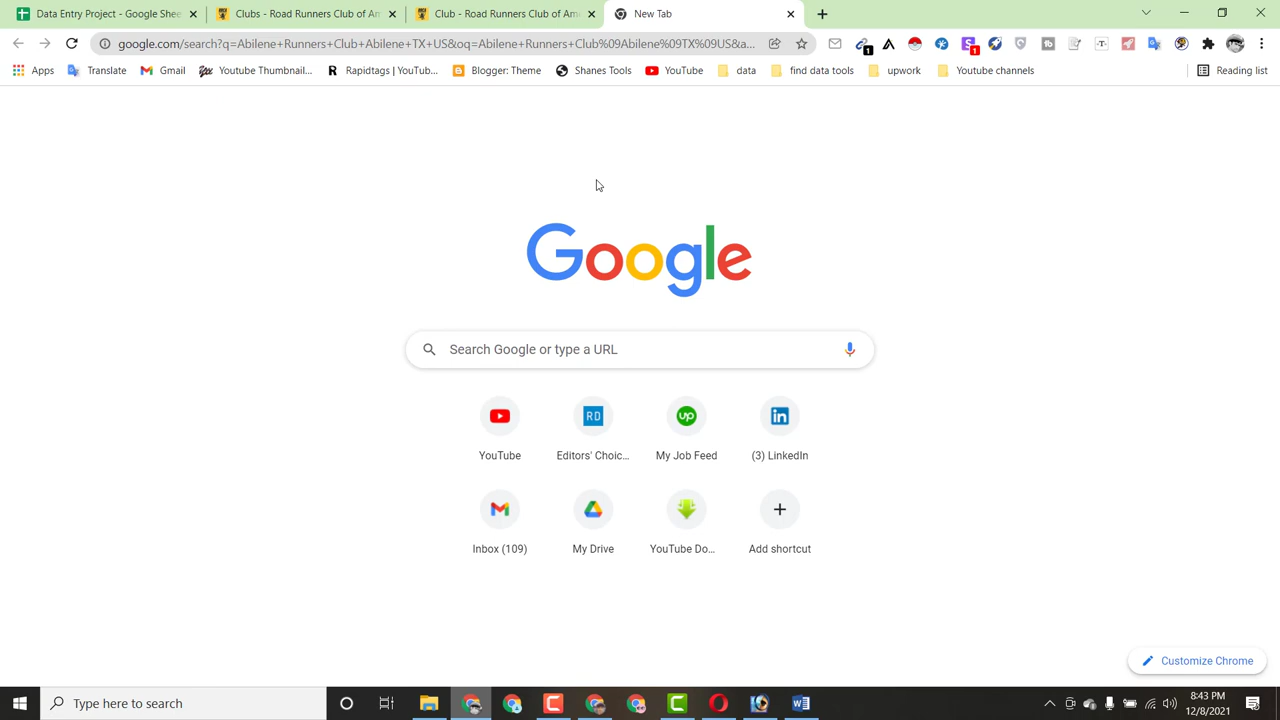 Data Entry Project - Google Shee
Clubs - Road Runners Club of Am
Club - Road Runners Club of Ame
New Tab
google.com/search?q=Abilene+Runners+Club+Abilene+TX+US&oq=Abilene+Runners+Club%09Abilene%09TX%09US&a...
Apps
Translate
Gmail
Youtube Thumbnail...
Rapidtags | YouTub...
Blogger: Theme
Shanes Tools
YouTube
data
find data tools
upwork
Youtube channels
Reading list
Google
Search Google or type a URL
YouTube
Editors' Choic...
My Job Feed
(3) LinkedIn
Inbox (109)
My Drive
YouTube Do...
Add shortcut
Customize Chrome
Type here to search
8:43 PM
12/8/2021